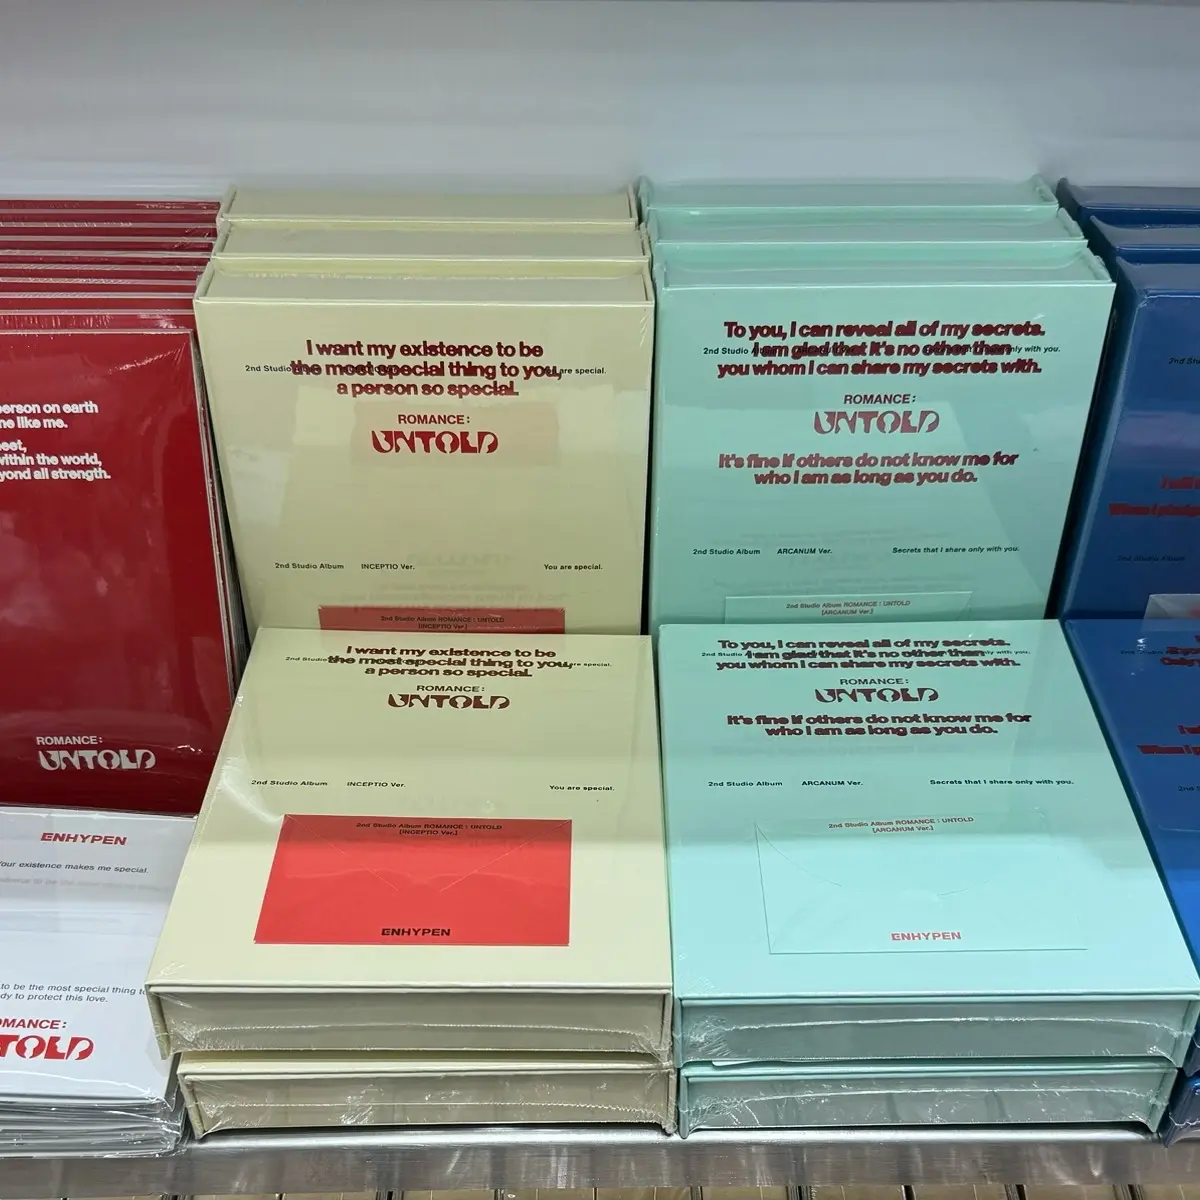 person on earth
me like me.
within the world,
beyond all strength.
ROMANCE:
UNTOLD
ENHYPEN
Your existence makes me special.
to be the most special thing to
to protect this love.
ROMANCE:
UNTOLD
I want my existence to be
the most special thing to you,
a person so special.
2nd Studio
are special.
ROMANCE:
UNTOLD
2nd Studio Album INCEPTIO Ver. You are special.
2nd Studio Album ROMANCE : UNTOLD
[INCEPTIO Ver.]
I want my existence to be
the most special thing to you,
a person so special.
2nd Studio
are special.
ROMANCE:
UNTOLD
2nd Studio Album INCEPTIO Ver. You are special.
2nd Studio Album ROMANCE : UNTOLD
[INCEPTIO Ver.]
ENHYPEN
To you, I can reveal all of my secrets.
I am glad that it's no other than
you whom I can share my secrets with.
2nd Studio
only with you.
ROMANCE:
UNTOLD
It's fine if others do not know me for
who I am as long as you do.
2nd Studio Album ARCANUM Ver. Secrets that I share only with you.
2nd Studio Album ROMANCE : UNTOLD
[ARCANUM Ver.]
To you, I can reveal all of my secrets.
I am glad that it's no other than
you whom I can share my secrets with.
2nd Studio
with you.
ROMANCE:
UNTOLD
It's fine if others do not know me for
who I am as long as you do.
2nd Studio Album ARCANUM Ver. Secrets that I share only with you.
2nd Studio Album ROMANCE : UNTOLD
[ARCANUM Ver.]
ENHYPEN
2nd Studio